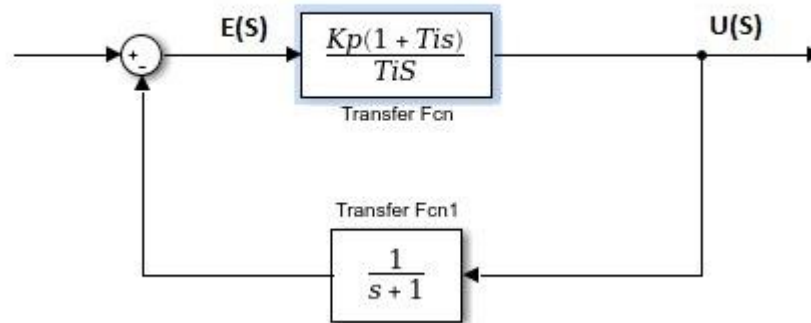 E(S)
Kp(1 + Tis)
TiS
U(S)
+
-
Transfer Fcn
Transfer Fcn1
1
s + 1